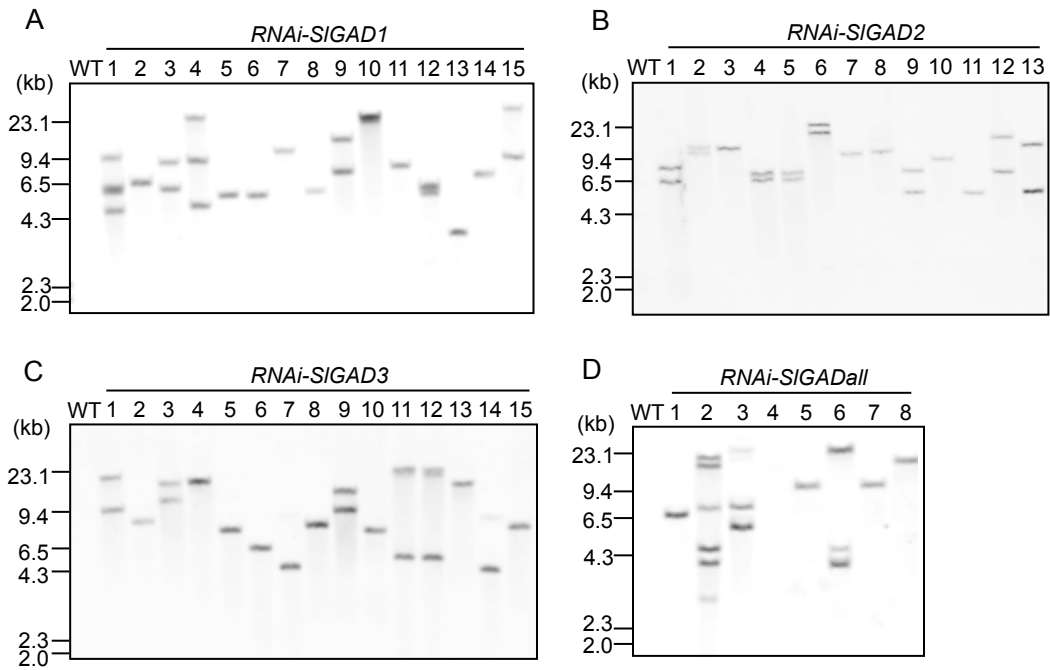 A
RNAi-SlGAD1
WT 1 2 3 4 5 6 7 8 9 10 11 12 13 14 15
(kb)
23.1
9.4
6.5
4.3
2.3
2.0
B
RNAi-SlGAD2
WT 1 2 3 4 5 6 7 8 9 10 11 12 13
(kb)
23.1
9.4
6.5
4.3
2.3
2.0
C
RNAi-SlGAD3
WT 1 2 3 4 5 6 7 8 9 10 11 12 13 14 15
(kb)
23.1
9.4
6.5
4.3
2.3
2.0
D
RNAi-SlGADall
WT 1 2 3 4 5 6 7 8
(kb)
23.1
9.4
6.5
4.3
2.3
2.0